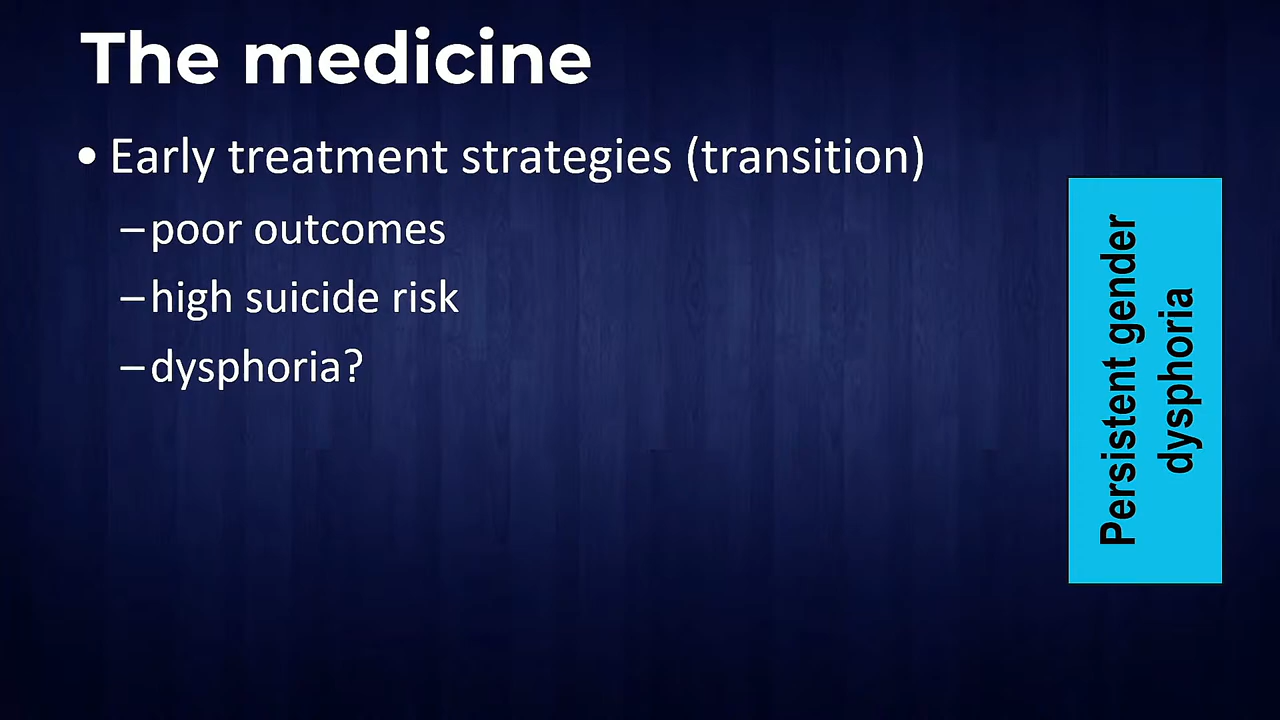 The medicine
• Early treatment strategies (transition)
–poor outcomes
–high suicide risk
–dysphoria?
Persistent gender
dysphoria